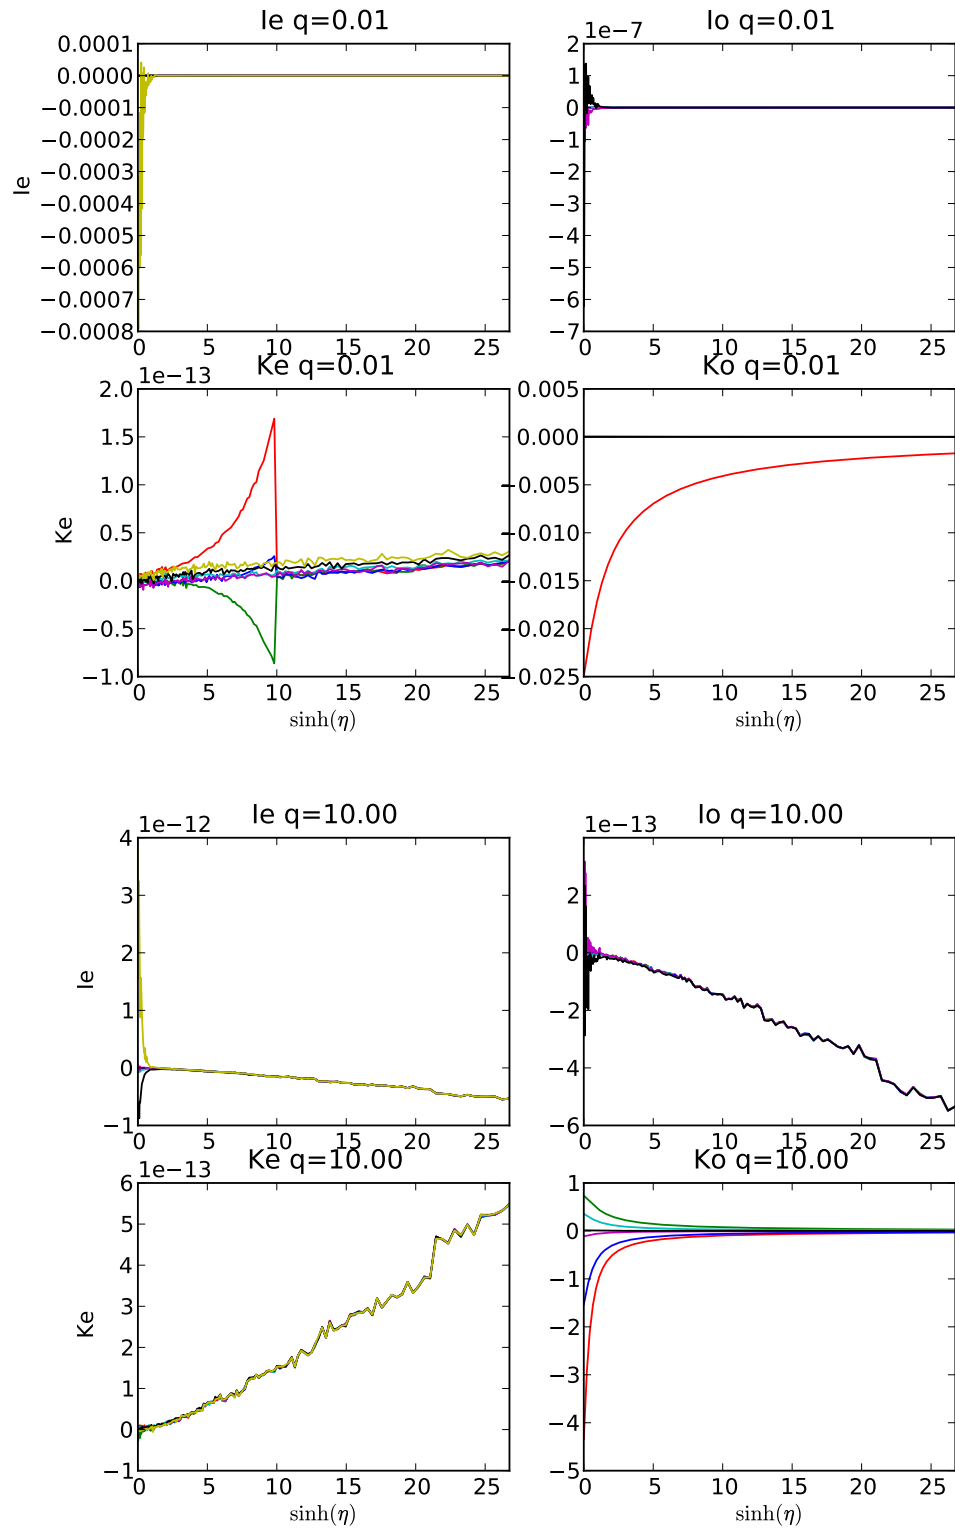 Ie q=0.01
Io q=0.01
1e−7
0.0001
0.0000
−0.0001
−0.0002
−0.0003
−0.0004
−0.0005
−0.0006
−0.0007
−0.0008
Ie
0 5 10 15 20 25
2
1
0
−1
−2
−3
−4
−5
−6
−7
0 5 10 15 20 25
Ke q=0.01
1e−13
Ko q=0.01
2.0
1.5
1.0
0.5
0.0
−0.5
−1.0
Ke
0 5 10 15 20 25
sinh(η)
0.005
0.000
−0.005
−0.010
−0.015
−0.020
−0.025
0 5 10 15 20 25
sinh(η)
Ie q=10.00
1e−12
Io q=10.00
1e−13
4
3
2
1
0
−1
Ie
0 5 10 15 20 25
2
0
−2
−4
−6
0 5 10 15 20 25
Ke q=10.00
1e−13
Ko q=10.00
6
5
4
3
2
1
0
−1
Ke
0 5 10 15 20 25
sinh(η)
1
0
−1
−2
−3
−4
−5
0 5 10 15 20 25
sinh(η)